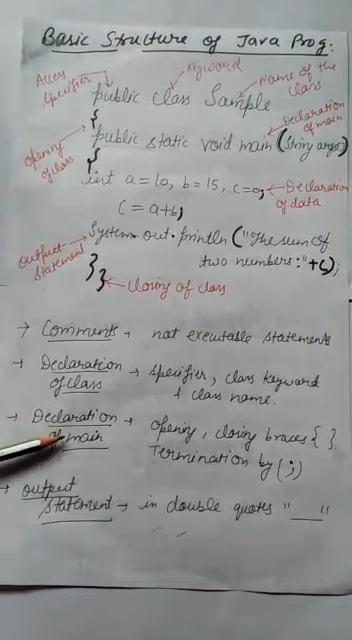 Basic Structure of Java Prog:
Access Specifier
Keyword
Name of the class
public class Sample
{
Opening of class
Declaration of main
public static void main (String args)
{
int a=10, b=15, c=0;
Declaration of data
c = a+b;
Output Statement
System.out.println ("The sum of
two numbers:"+c);
}
}
closing of class
→ Comments → not executable statements
→ Declaration of class → specifier, class keyword + class name.
→ Declaration of main → opening, closing braces { }
Termination by (;)
→ output statement → in double quotes "___"